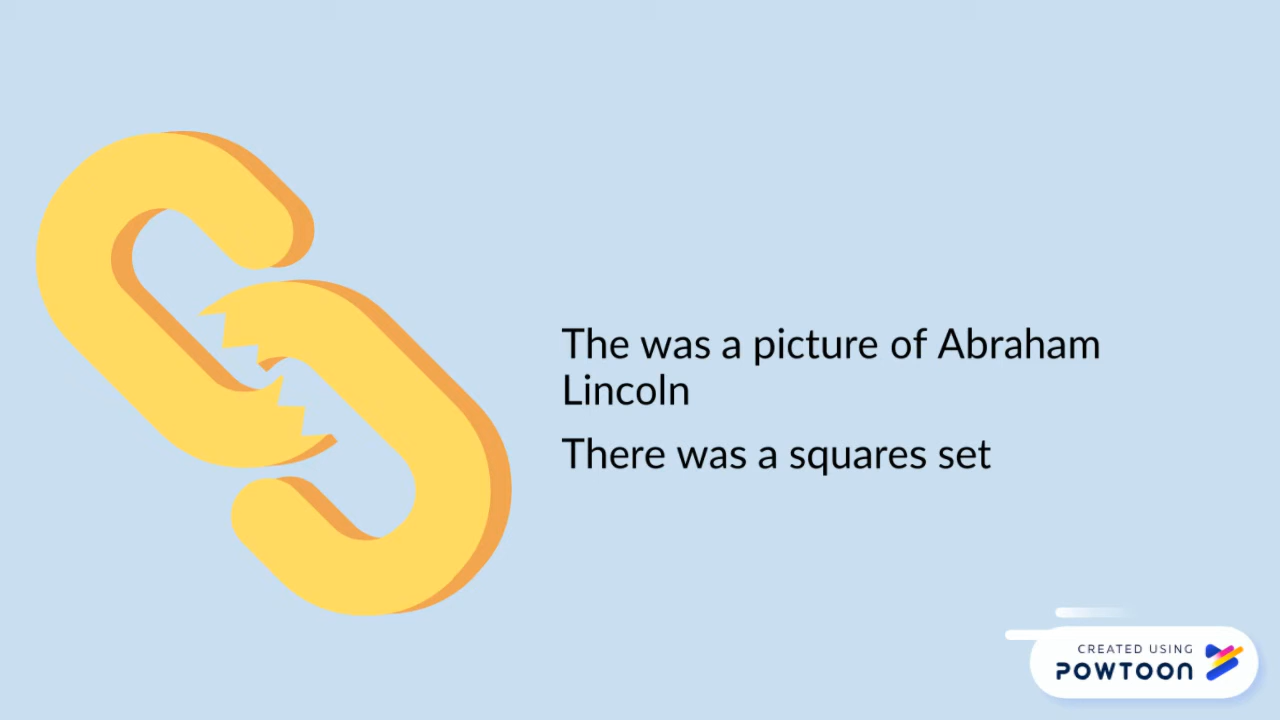 The was a picture of Abraham
Lincoln
There was a squares set
CREATED USING
POWTOON